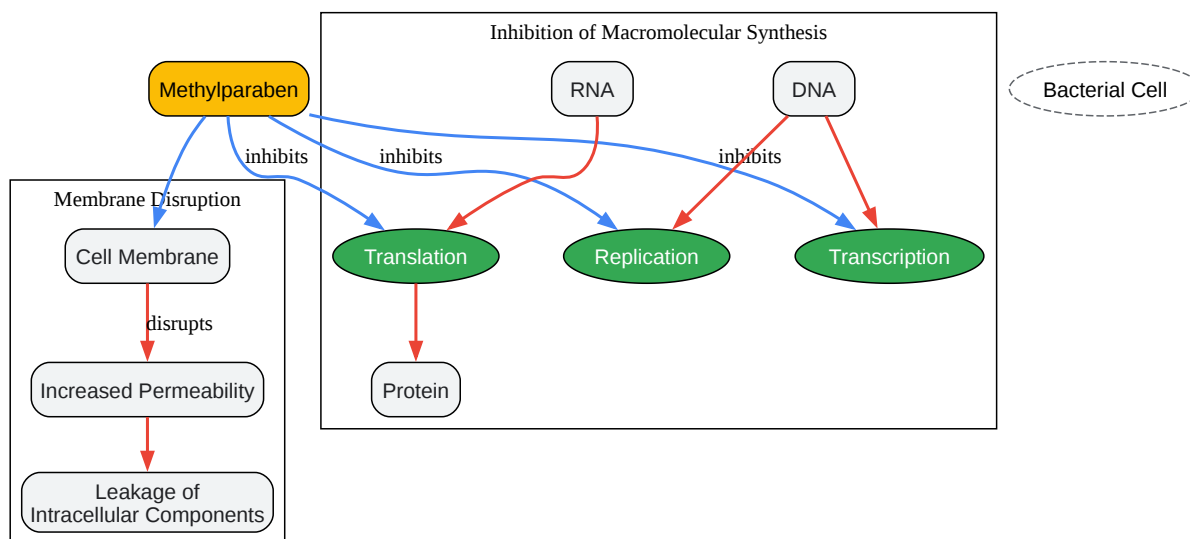 Inhibition of Macromolecular Synthesis
Methylparaben
RNA
DNA
Bacterial Cell
inhibits
inhibits
inhibits
Membrane Disruption
Cell Membrane
Translation
Replication
Transcription
disrupts
Increased Permeability
Protein
Leakage of
Intracellular Components